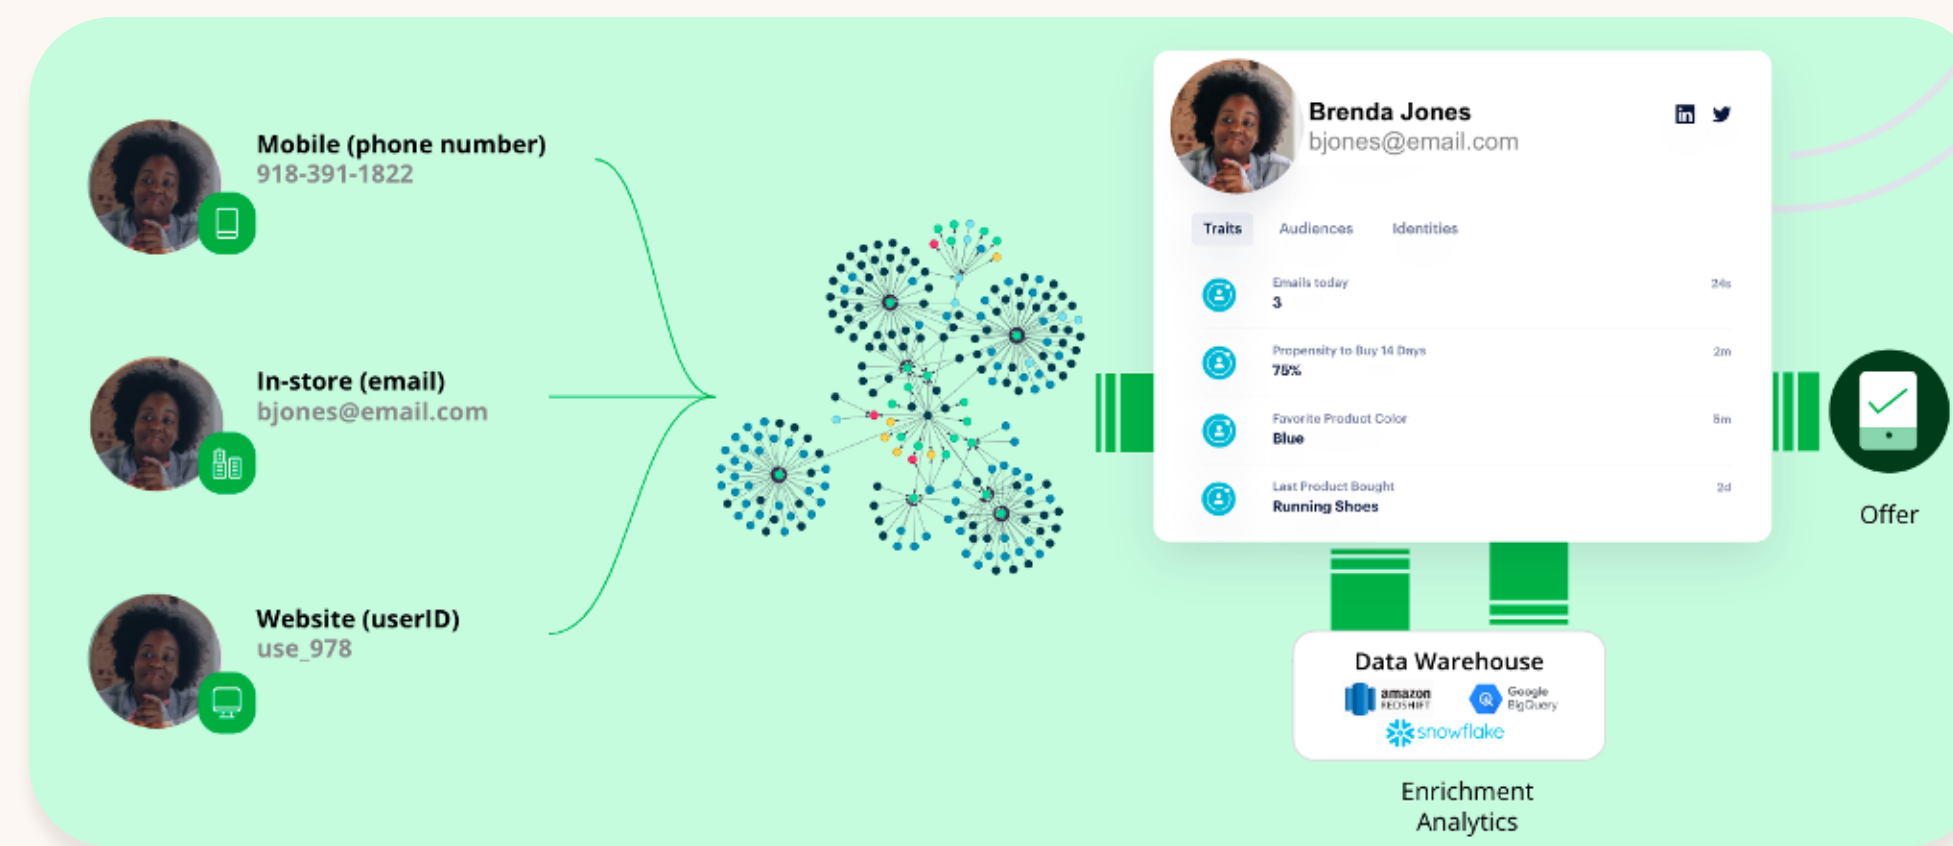 Mobile (phone number)
918-391-1822
In-store (email)
bjones@email.com
Website (userID)
use_978
Brenda Jones
bjones@email.com
Traits Audiences Identities
Emails today 24s
3
Propensity to Buy 14 Days 2m
75%
Favorite Product Color 5m
Blue
Last Product Bought 2d
Running Shoes
Offer
Data Warehouse
amazon
REDSHIFT
Google
BigQuery
snowflake
Enrichment
Analytics